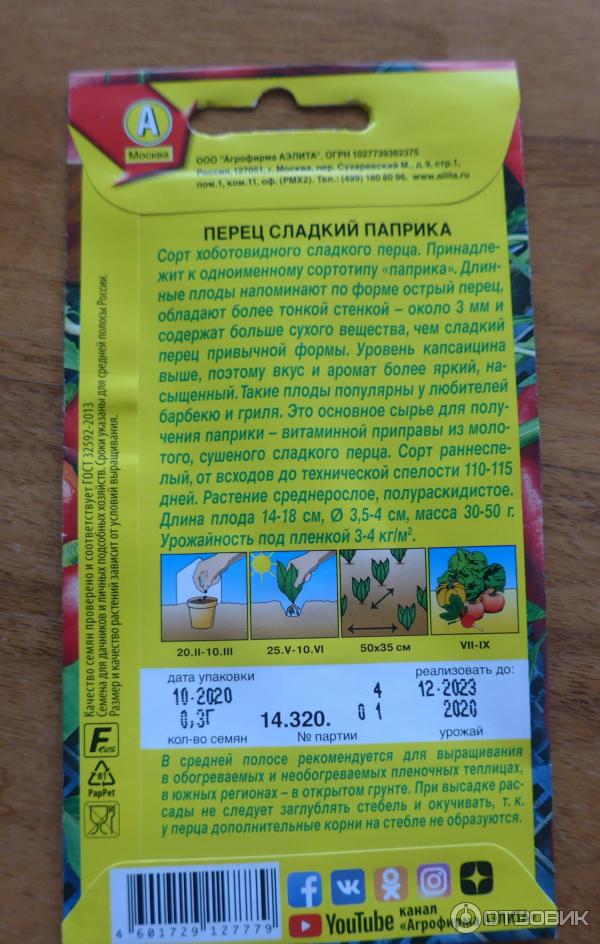 А
Москва
ООО "Агрофирма АЭЛИТА". ОГРН 1027739362375
Россия,127051, г. Москва, пер. Сухаревский М., д.9, стр.1,
пом.1, ком.11, оф. (РМХ2). Тел.: (499) 180 80 96. www.ailita.ru
ПЕРЕЦ СЛАДКИЙ ПАПРИКА
Сорт хоботовидного сладкого перца. Принадле-
жит к одноименному сортотипу «паприка». Длин-
ные плоды напоминают по форме острый перец,
обладают более тонкой стенкой – около 3 мм и
содержат больше сухого вещества, чем сладкий
перец привычной формы. Уровень капсаицина
выше, поэтому вкус и аромат более яркий, на-
сыщенный. Такие плоды популярны у любителей
барбекю и гриля. Это основное сырье для полу-
чения паприки – витаминной приправы из моло-
того, сушеного сладкого перца. Сорт раннеспе-
лый, от всходов до технической спелости 110-115
дней. Растение среднерослое, полураскидистое.
Длина плода 14-18 см, Ø 3,5-4 см, масса 30-50 г.
Урожайность под пленкой 3-4 кг/м².
Качество семян проверено и соответствует ГОСТ 32592-2013
Семена для дачников и личных подсобных хозяйств. Сроки указаны для средней полосы России.
Размер и качество растений зависит от условий выращивания.
20.II-10.III
25.V-10.VI
50х35 см
VII-IX
дата упаковки
реализовать до:
10·2020
4
12·2023
0,3Г
14.320.
0 1
2020
кол-во семян
№ партии
урожай
F
81
PapPet
В средней полосе рекомендуется для выращивания
в обогреваемых и необогреваемых пленочных теплицах,
в южных регионах – в открытом грунте. При высадке рас-
сады не следует заглублять стебель и окучивать, т. к.
у перца дополнительные корни на стебле не образуются.
4 601729 127779
YouTube
канал
«Агрофирмы
ОТЗОВИК